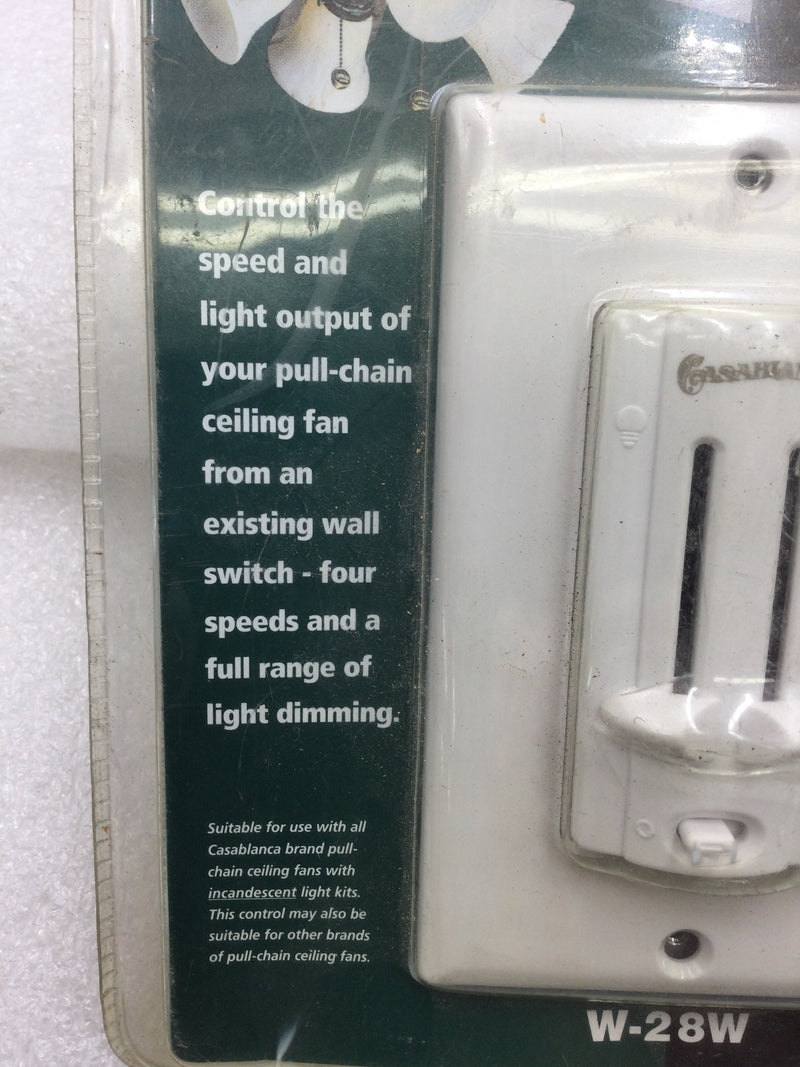 Control the
speed and
light output of
your pull-chain
ceiling fan
from an
existing wall
switch - four
speeds and a
full range of
light dimming.
Suitable for use with all
Casablanca brand pull-
chain ceiling fans with
incandescent light kits.
This control may also be
suitable for other brands
of pull-chain ceiling fans.
W-28W